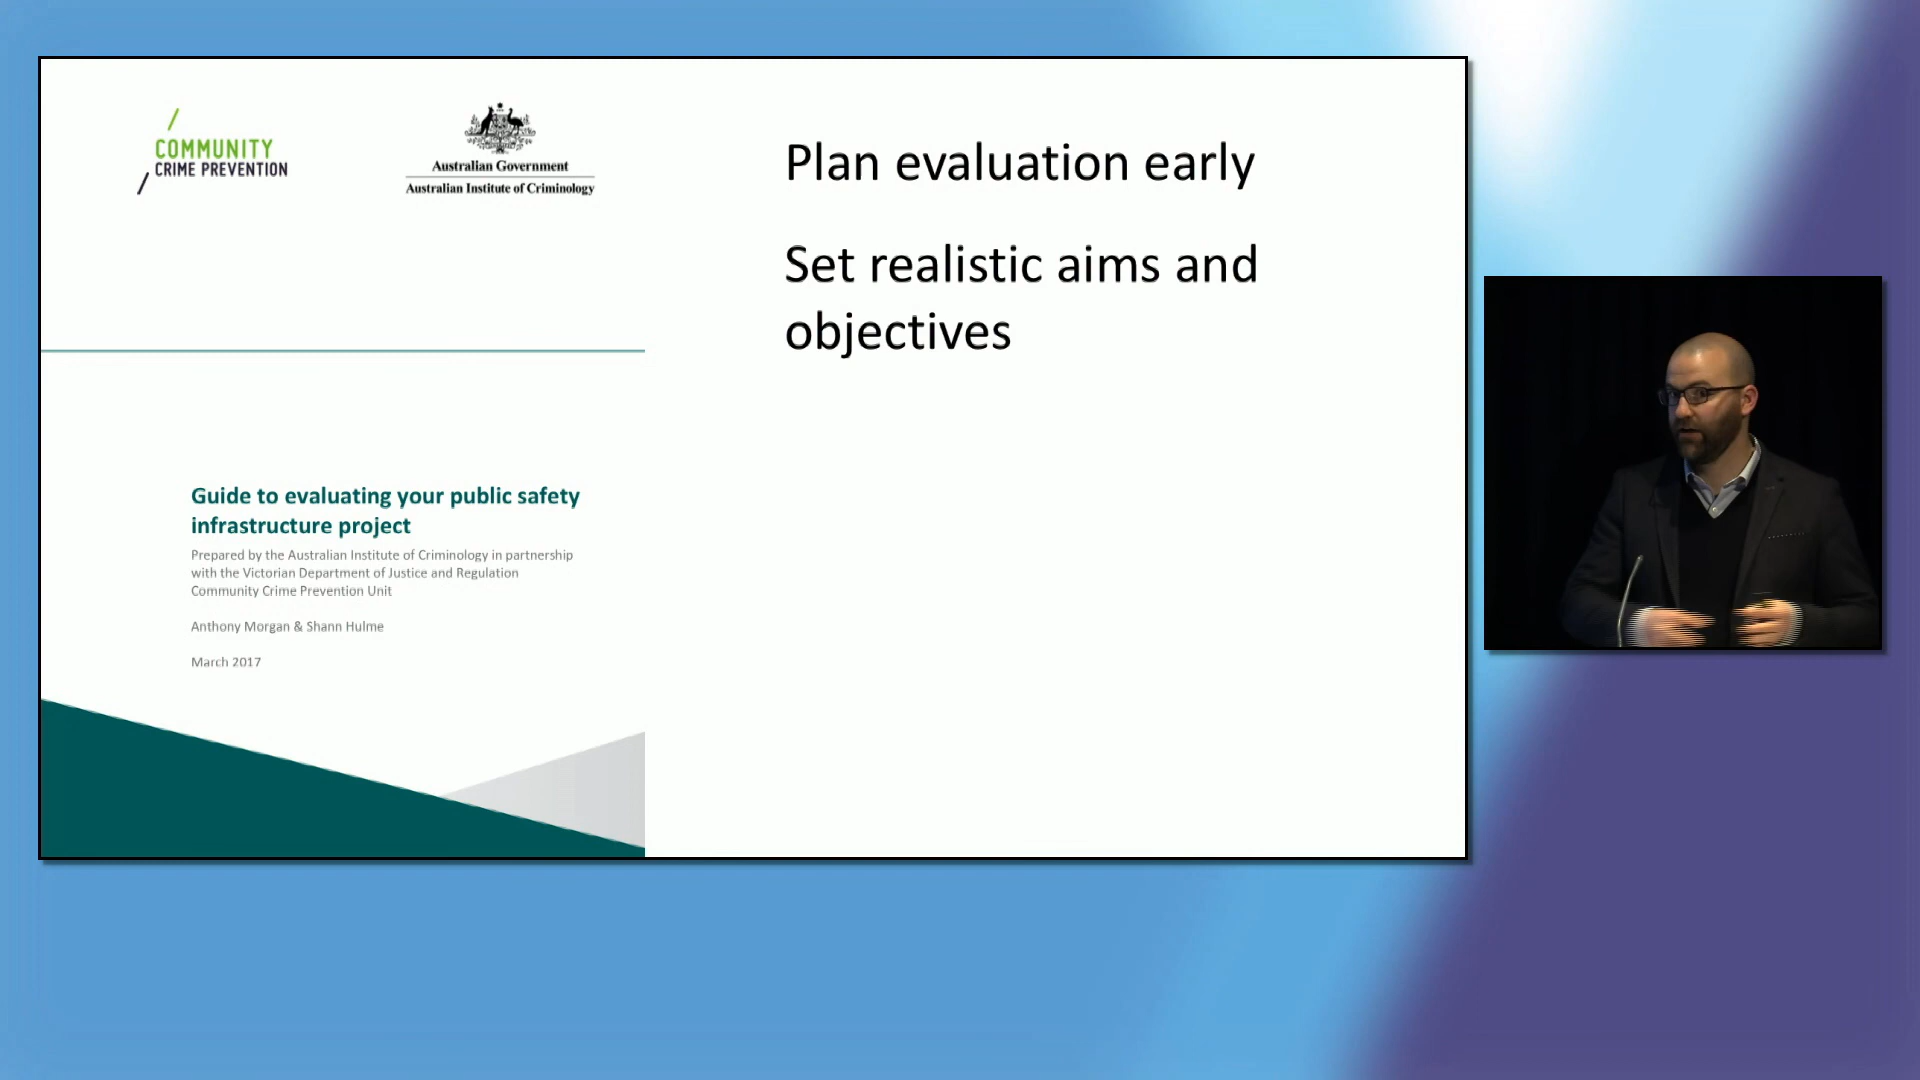 COMMUNITY
CRIME PREVENTION
Australian Government
Australian Institute of Criminology
Guide to evaluating your public safety
infrastructure project
Prepared by the Australian Institute of Criminology in partnership
with the Victorian Department of Justice and Regulation
Community Crime Prevention Unit
Anthony Morgan & Shann Hulme
March 2017
Plan evaluation early
Set realistic aims and
objectives